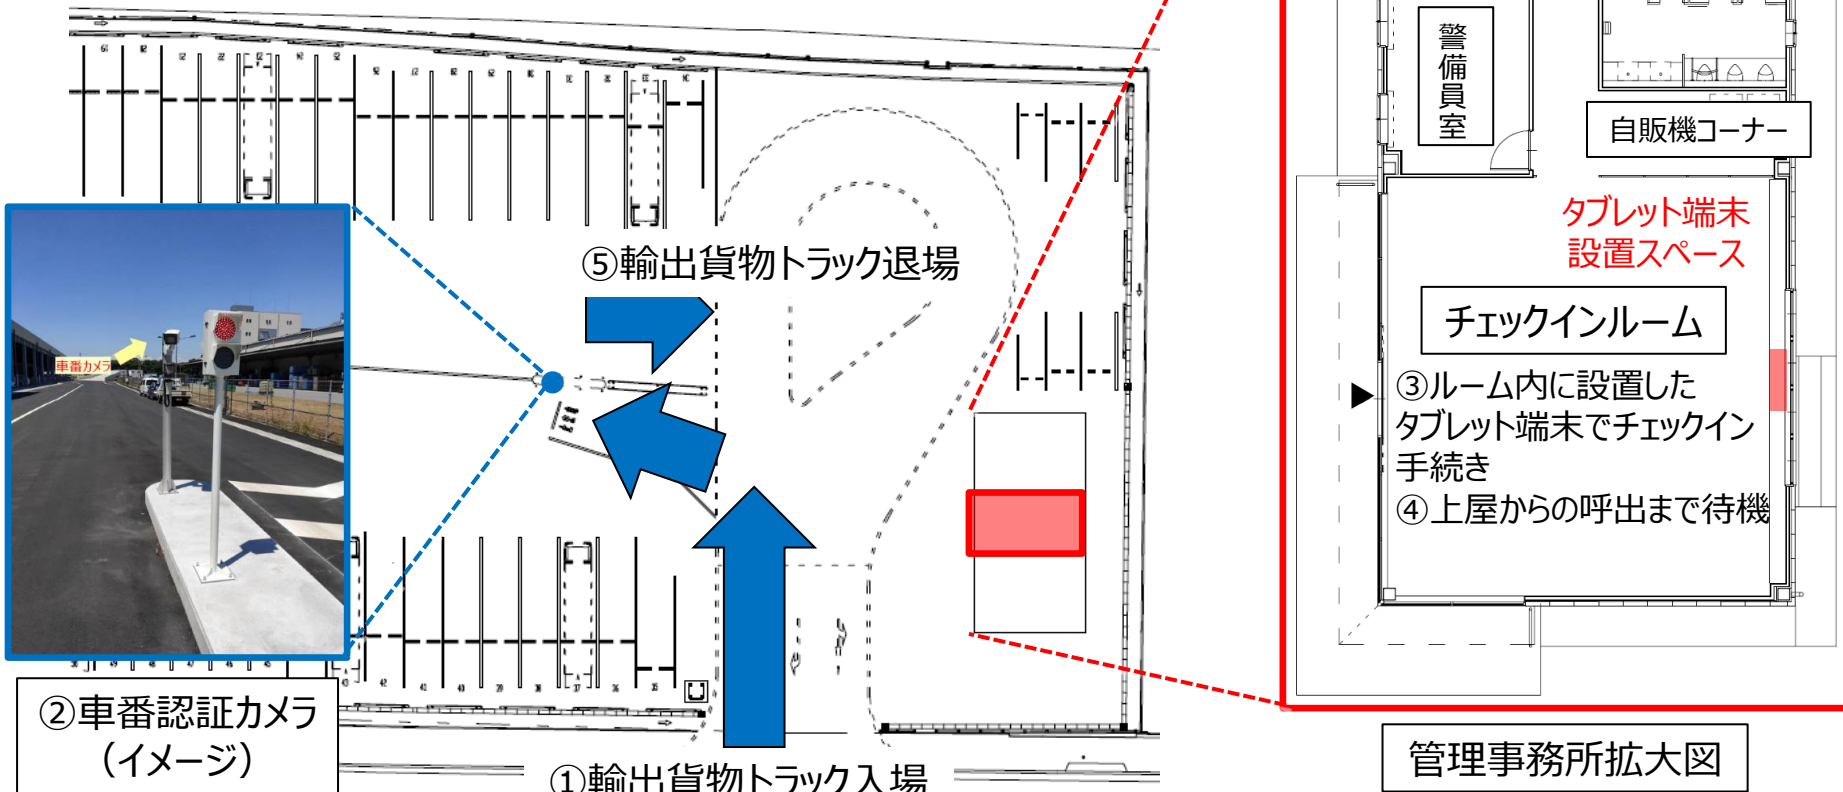 警備員室
自販機コーナー
タブレット端末
設置スペース
チェックインルーム
③ルーム内に設置した
タブレット端末でチェックイン
手続き
④上屋からの呼出まで待機
管理事務所拡大図
⑤輸出貨物トラック退場
車番カメラ
②車番認証カメラ
（イメージ）
①輸出貨物トラック入場